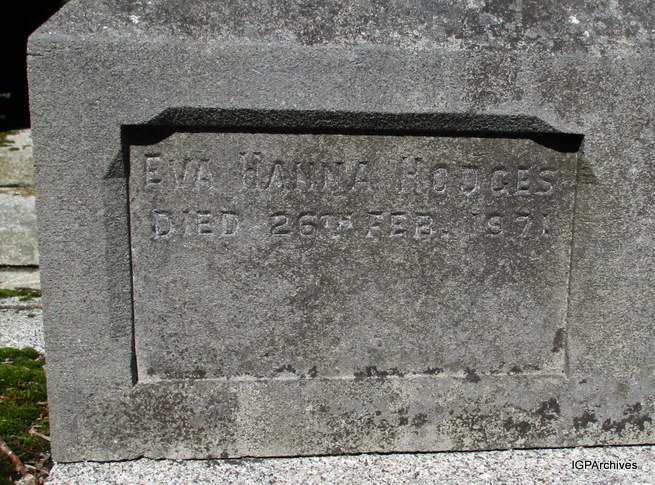 Eva Hanna Hodges
Died 26th Feb. 1971
IGPArchives